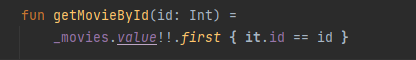 fun getMovieById(id: Int) =
_movies.value!!.first { it.id == id }